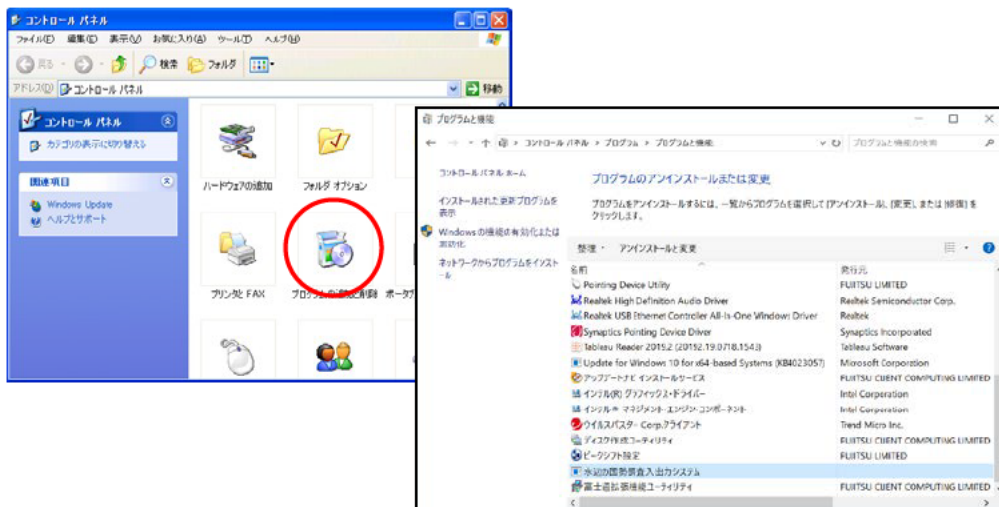 コントロール パネル
ファイル(F) 編集(E) 表示(V) お気に入り(A) ツール(T) ヘルプ(H)
戻る 検索 フォルダ
アドレス(D) コントロール パネル 移動
コントロール パネル
カテゴリの表示に切り替える
関連項目
Windows Update
ヘルプとサポート
ハードウェアの追加 フォルダ オプション
プリンタと FAX プログラムの追加と削除 ポータブ
プログラムと機能
コントロール パネル > プログラム > プログラムと機能 プログラムと機能の検索
コントロール パネル ホーム
インストールされた更新プログラムを
表示
Windows の機能の有効化または
無効化
ネットワークからプログラムをインストール
プログラムのアンインストールまたは変更
プログラムをアンインストールするには、一覧からプログラムを選択して [アンインストール]、[変更]、または [修復] を
クリックします。
整理 アンインストールと変更
名前 発行元
Pointing Device Utility FUJITSU LIMITED
Realtek High Definition Audio Driver Realtek Semiconductor Corp.
Realtek USB Ethernet Controller All-In-One Windows Driver Realtek
Synaptics Pointing Device Driver Synaptics Incorporated
Tableau Reader 2019.2 (20192.19.0718.1543) Tableau Software
Update for Windows 10 for x64-based Systems (KB4023057) Microsoft Corporation
アップデートナビ インストールサービス FUJITSU CLIENT COMPUTING LIMITED
インテル(R) グラフィックス・ドライバー Intel Corporation
インテル® マネジメント・エンジン・コンポーネント Intel Corporation
ウイルスバスター Corp.クライアント Trend Micro Inc.
ディスク作成ユーティリティ FUJITSU CLIENT COMPUTING LIMITED
ピークシフト設定 FUJITSU LIMITED
水辺の国勢調査入出力システム
富士通拡張機能ユーティリティ FUJITSU CLIENT COMPUTING LIMITED